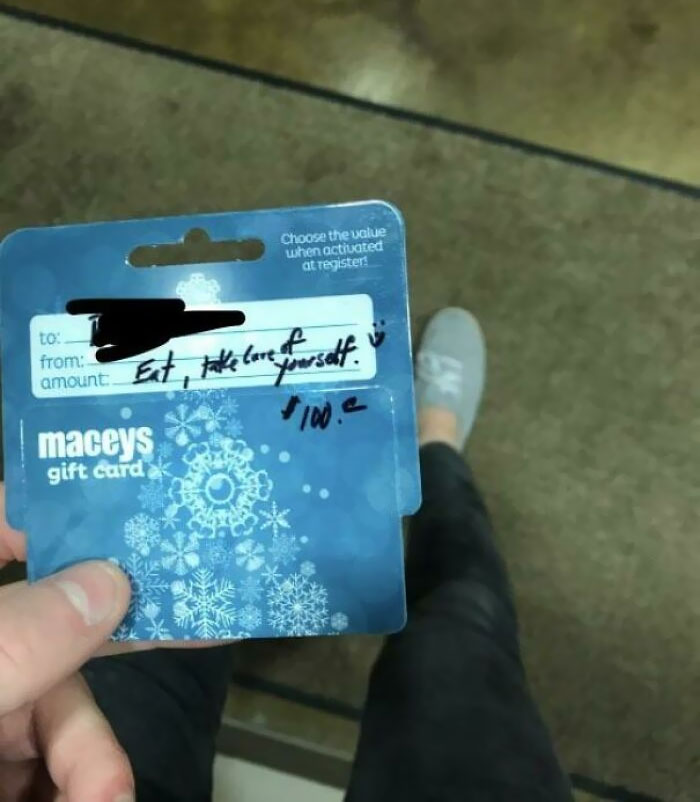 Choose the value
when activated
at register!
to:
from:
amount: Eat, take care of
yourself. :)
$100.
maceys
gift card